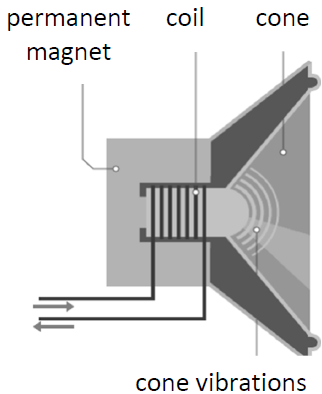 permanent
magnet
coil
cone
cone vibrations